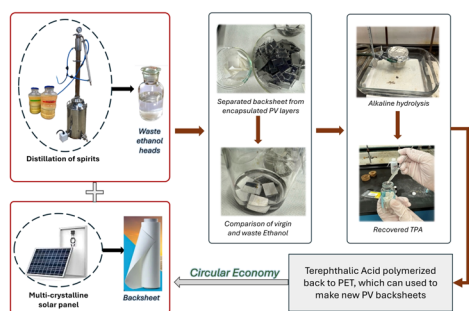 Waste
ethanol
heads
Distillation of spirits
Multi-crystalline
solar panel
Backsheet
Separated backsheet from
encapsulated PV layers
Comparison of virgin
and waste Ethanol
Alkaline hydrolysis
Recovered TPA
Circular Economy
Terephthalic Acid polymerized
back to PET, which can used to
make new PV backsheets